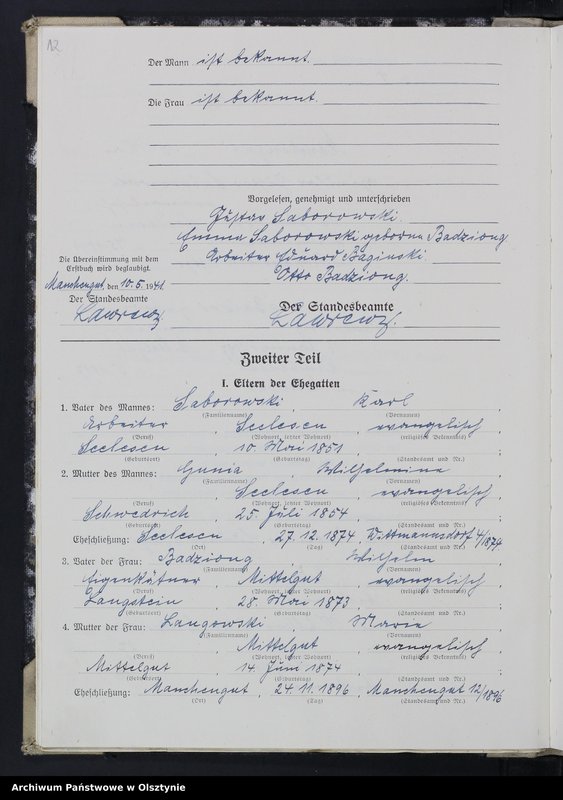 12
Der Mann ist bekannt.
Die Frau ist bekannt.
Vorgelesen, genehmigt und unterschrieben
Gustav Saborowski
Emma Saborowski geborene Badziong
Arbeiter Eduard Baginski
Otto Badziong.
Die Übereinstimmung mit dem
Erstbuch wird beglaubigt.
Manchengut, den 10.5. 1941
Der Standesbeamte
Lawrenz
Der Standesbeamte
Lawrenz.
Zweiter Teil
I. Eltern der Ehegatten
1. Vater des Mannes: Saborowski, Karl,
(Familienname) (Vornamen)
Arbeiter, Seelesen, evangelisch
(Beruf) (Wohnort, letzter Wohnort) (religiöses Bekenntnis)
Seelesen, 10. Mai 1851,
(Geburtsort) (Geburtstag) (Standesamt und Nr.)
2. Mutter des Mannes: Gunia, Wilhelmine,
(Familienname) (Vornamen)
Seelesen, evangelisch
(Beruf) (Wohnort, letzter Wohnort) (religiöses Bekenntnis)
Schwedrich, 25. Juli 1854,
(Geburtsort) (Geburtstag) (Standesamt und Nr.)
Eheschließung: Seelesen, 27. 12. 1874, Wittmannsdorf 4/1874
(Ort) (Tag) (Standesamt und Nr.)
3. Vater der Frau: Badziong, Wilhelm,
(Familienname) (Vornamen)
Eigenkätner, Mittelgut, evangelisch
(Beruf) (Wohnort, letzter Wohnort) (religiöses Bekenntnis)
Langstein, 28. Mai 1873,
(Geburtsort) (Geburtstag) (Standesamt und Nr.)
4. Mutter der Frau: Langowski, Marie,
(Familienname) (Vornamen)
Mittelgut, evangelisch
(Beruf) (Wohnort, letzter Wohnort) (religiöses Bekenntnis)
Mittelgut, 14. Juni 1874,
(Geburtsort) (Geburtstag) (Standesamt und Nr.)
Eheschließung: Manchengut, 24. 11. 1896, Manchengut 12/1896
(Ort) (Tag) (Standesamt und Nr.)
Archiwum Państwowe w Olsztynie